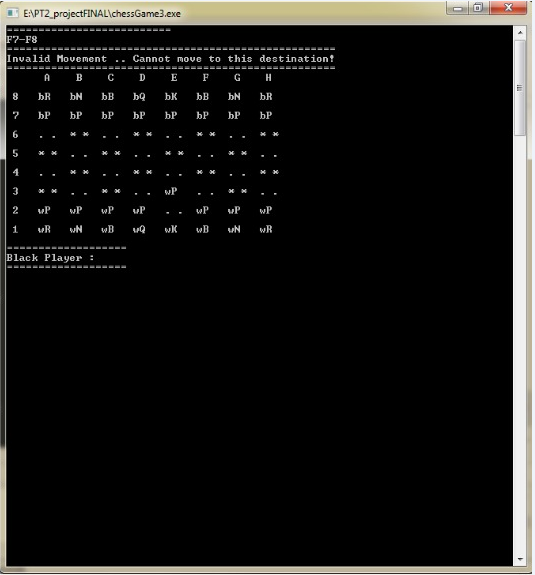 E:\PT2_projectFINAL\chessGame3.exe
==========================
F7-F8
====================================================
Invalid Movement .. Cannot move to this destination!
====================================================
A B C D E F G H
8 bR bN bB bQ bK bB bN bR
7 bP bP bP bP bP bP bP bP
6 . . * * . . * * . . * * . . * *
5 * * . . * * . . * * . . * * . .
4 . . * * . . * * . . * * . . * *
3 * * . . * * . . wP . . * * . .
2 wP wP wP wP . . wP wP wP
1 wR wN wB wQ wK wB wN wR
===================
Black Player :
===================